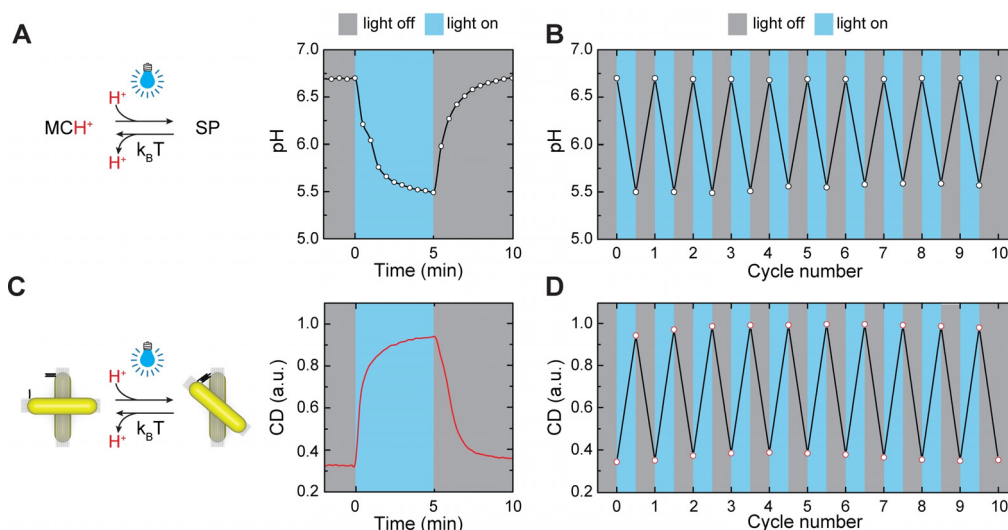 A
H⁺
MCH⁺
SP
H⁺
k_BT
light off
light on
pH
7.0
6.5
6.0
5.5
5.0
0
5
10
Time (min)
B
light off
light on
pH
7.0
6.5
6.0
5.5
5.0
0 1 2 3 4 5 6 7 8 9 10
Cycle number
C
H⁺
H⁺
k_BT
CD (a.u.)
1.0
0.8
0.6
0.4
0.2
0
5
10
Time (min)
D
CD (a.u.)
1.0
0.8
0.6
0.4
0.2
0 1 2 3 4 5 6 7 8 9 10
Cycle number